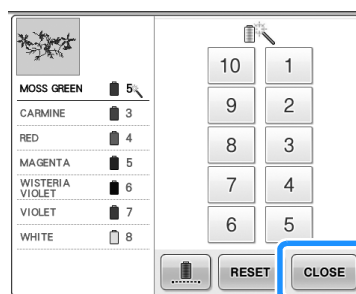 MOSS GREEN 5
CARMINE 3
RED 4
MAGENTA 5
WISTERIA
VIOLET 6
VIOLET 7
WHITE 8
10 1
9 2
8 3
7 4
6 5
RESET CLOSE